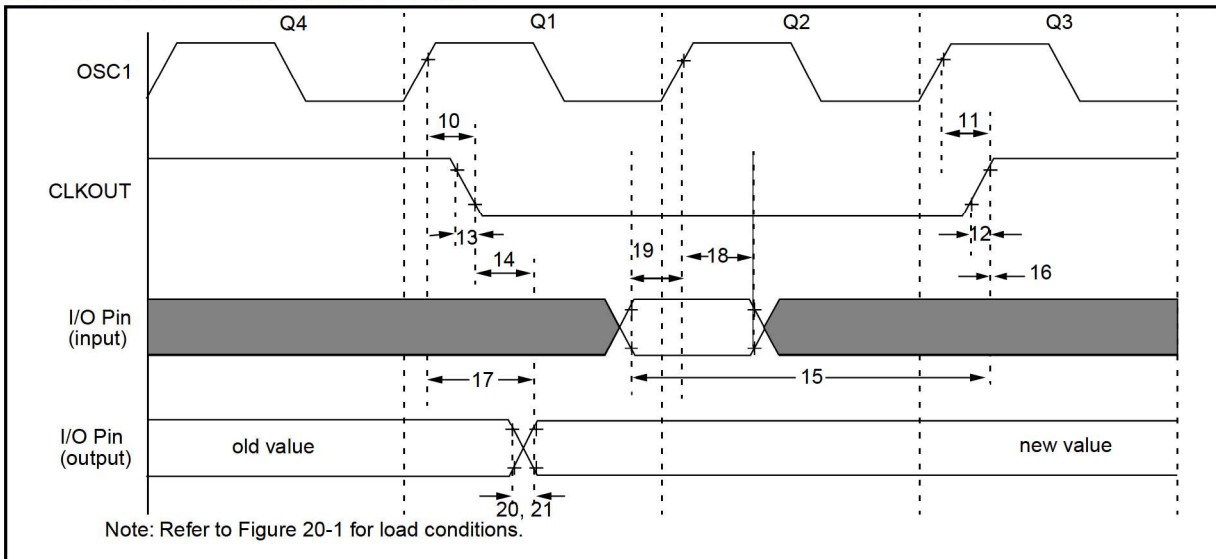 Q4 Q1 Q2 Q3
OSC1
10 11
CLKOUT
13 12
14 19 18 16
I/O Pin
(input)
17 15
I/O Pin
(output)
old value new value
20, 21
Note: Refer to Figure 20-1 for load conditions.